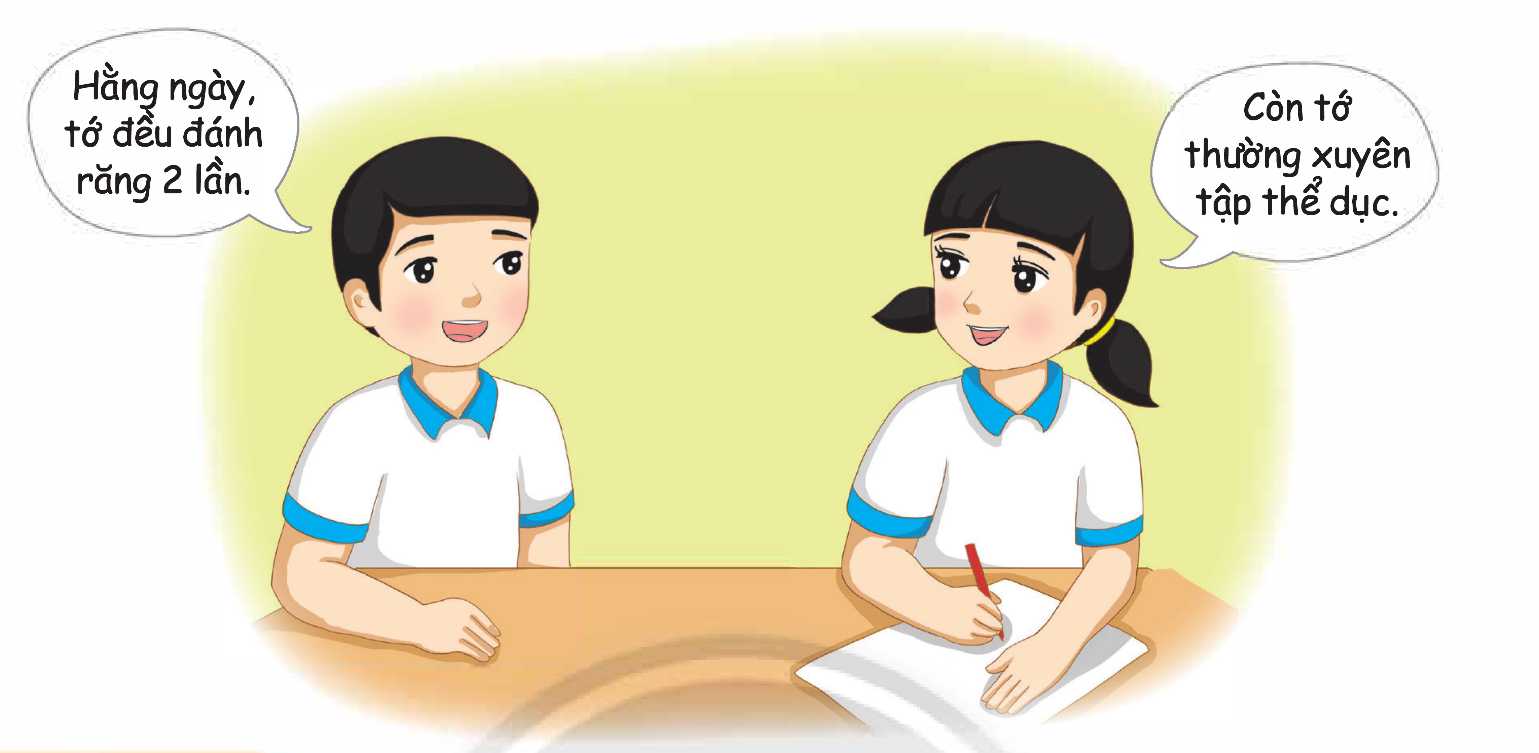 Hằng ngày,
tớ đều đánh
răng 2 lần.
Còn tớ
thường xuyên
tập thể dục.